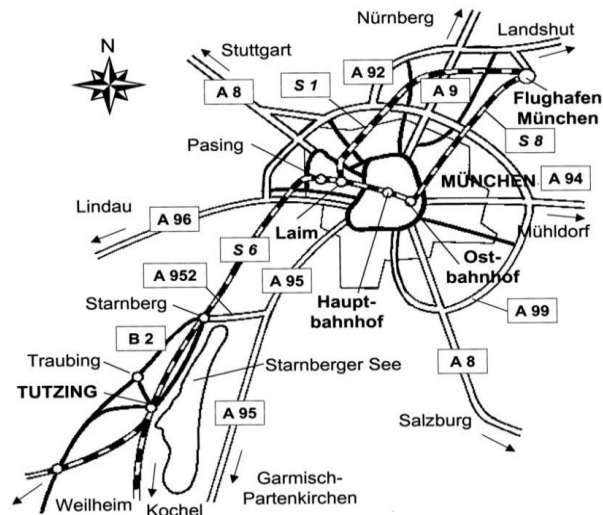 Nürnberg
N
Landshut
Stuttgart
A 92
S 1
A 9
A 8
Flughafen
München
S 8
Pasing
MÜNCHEN
A 94
Lindau
A 96
Mühldorf
Laim
S 6
Ost-
bahnhof
A 952
A 95
Haupt-
bahnhof
Starnberg
A 99
B 2
Traubing
Starnberger See
A 8
TUTZING
A 95
Salzburg
Garmisch-
Partenkirchen
Weilheim
Kochel